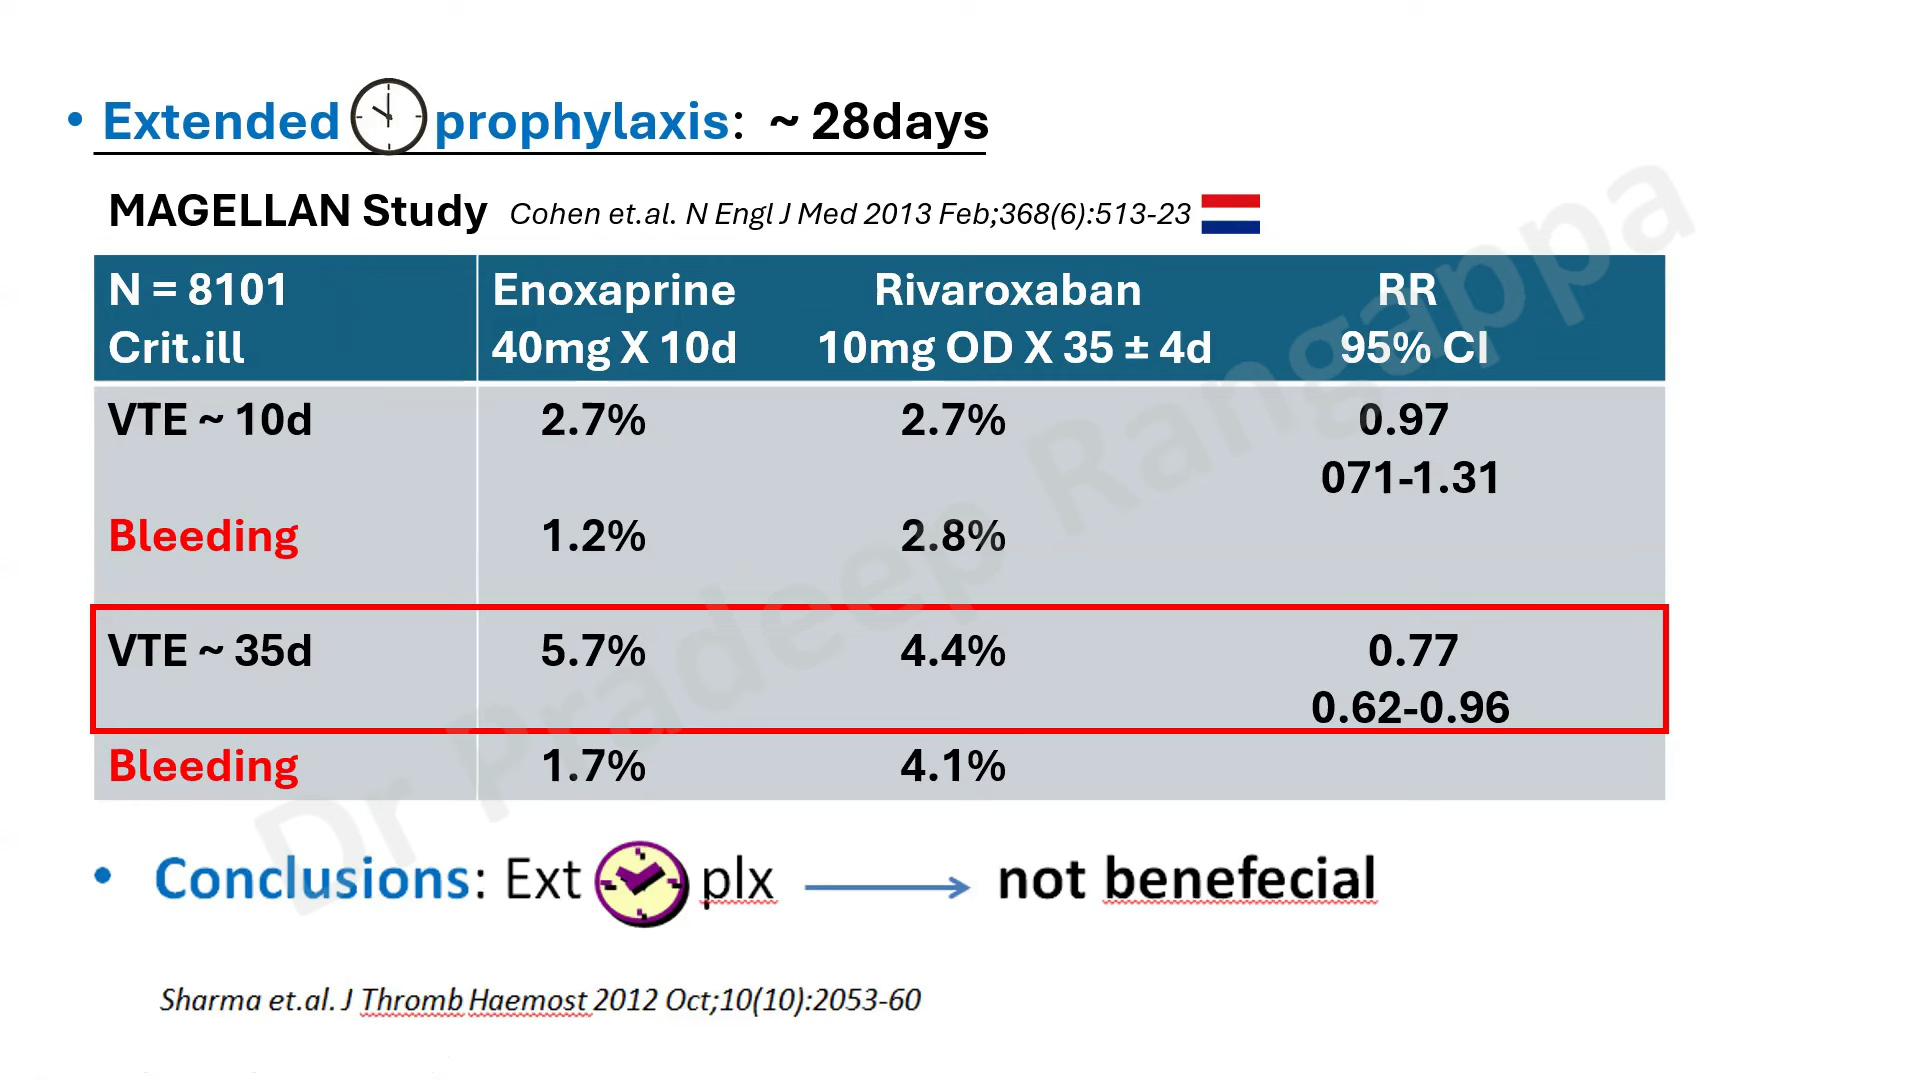 • Extended prophylaxis: ~ 28days
MAGELLAN Study Cohen et.al. N Engl J Med 2013 Feb;368(6):513-23
N = 8101 Enoxaprine Rivaroxaban RR
Crit.ill 40mg X 10d 10mg OD X 35 ± 4d 95% CI
VTE ~ 10d 2.7% 2.7% 0.97
071-1.31
Bleeding 1.2% 2.8%
VTE ~ 35d 5.7% 4.4% 0.77
0.62-0.96
Bleeding 1.7% 4.1%
• Conclusions: Ext plx not benefecial
Sharma et.al. J Thromb Haemost 2012 Oct;10(10):2053-60
Dr Pradeep Rangappa